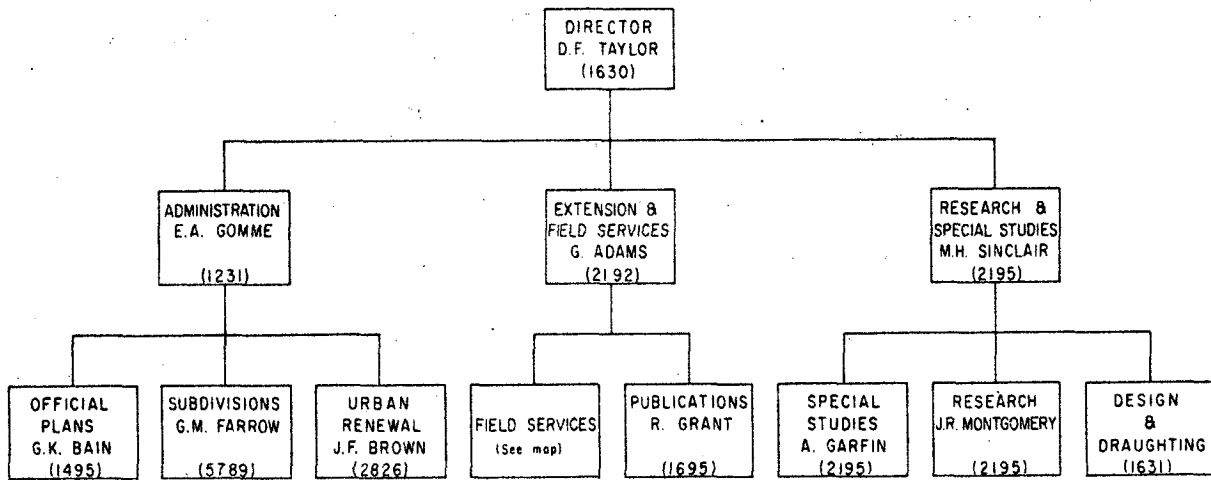 DIRECTOR
D.F. TAYLOR
(1630)
ADMINISTRATION
E.A. GOMME
(1231)
EXTENSION &
FIELD SERVICES
G. ADAMS
(2192)
RESEARCH &
SPECIAL STUDIES
M.H. SINCLAIR
(2195)
OFFICIAL
PLANS
G.K. BAIN
(1495)
SUBDIVISIONS
G.M. FARROW
(5789)
URBAN
RENEWAL
J.F. BROWN
(2826)
FIELD SERVICES
(See map)
PUBLICATIONS
R. GRANT
(1695)
SPECIAL
STUDIES
A. GARFIN
(2195)
RESEARCH
J.R. MONTGOMERY
(2195)
DESIGN
&
DRAUGHTING
(1631)